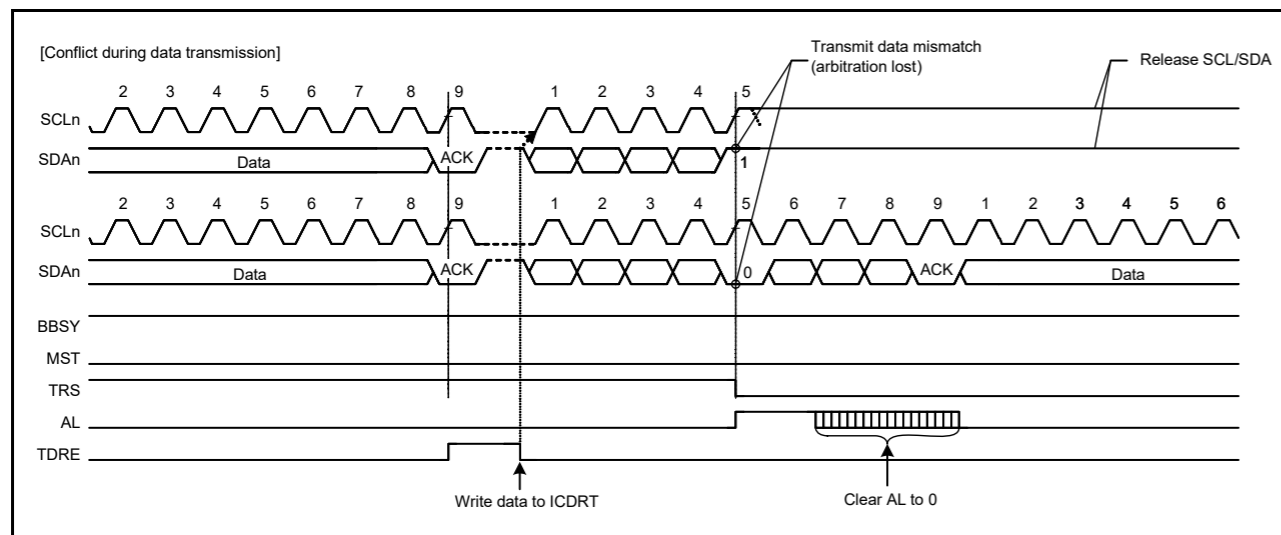 [Conflict during data transmission]
Transmit data mismatch
(arbitration lost)
Release SCL/SDA
2 3 4 5 6 7 8 9 1 2 3 4 5
SCLn
SDAn Data ACK 1
2 3 4 5 6 7 8 9 1 2 3 4 5 6 7 8 9 1 2 3 4 5 6
SCLn
SDAn Data ACK 0 ACK Data
BBSY
MST
TRS
AL
TDRE
Write data to ICDRT Clear AL to 0